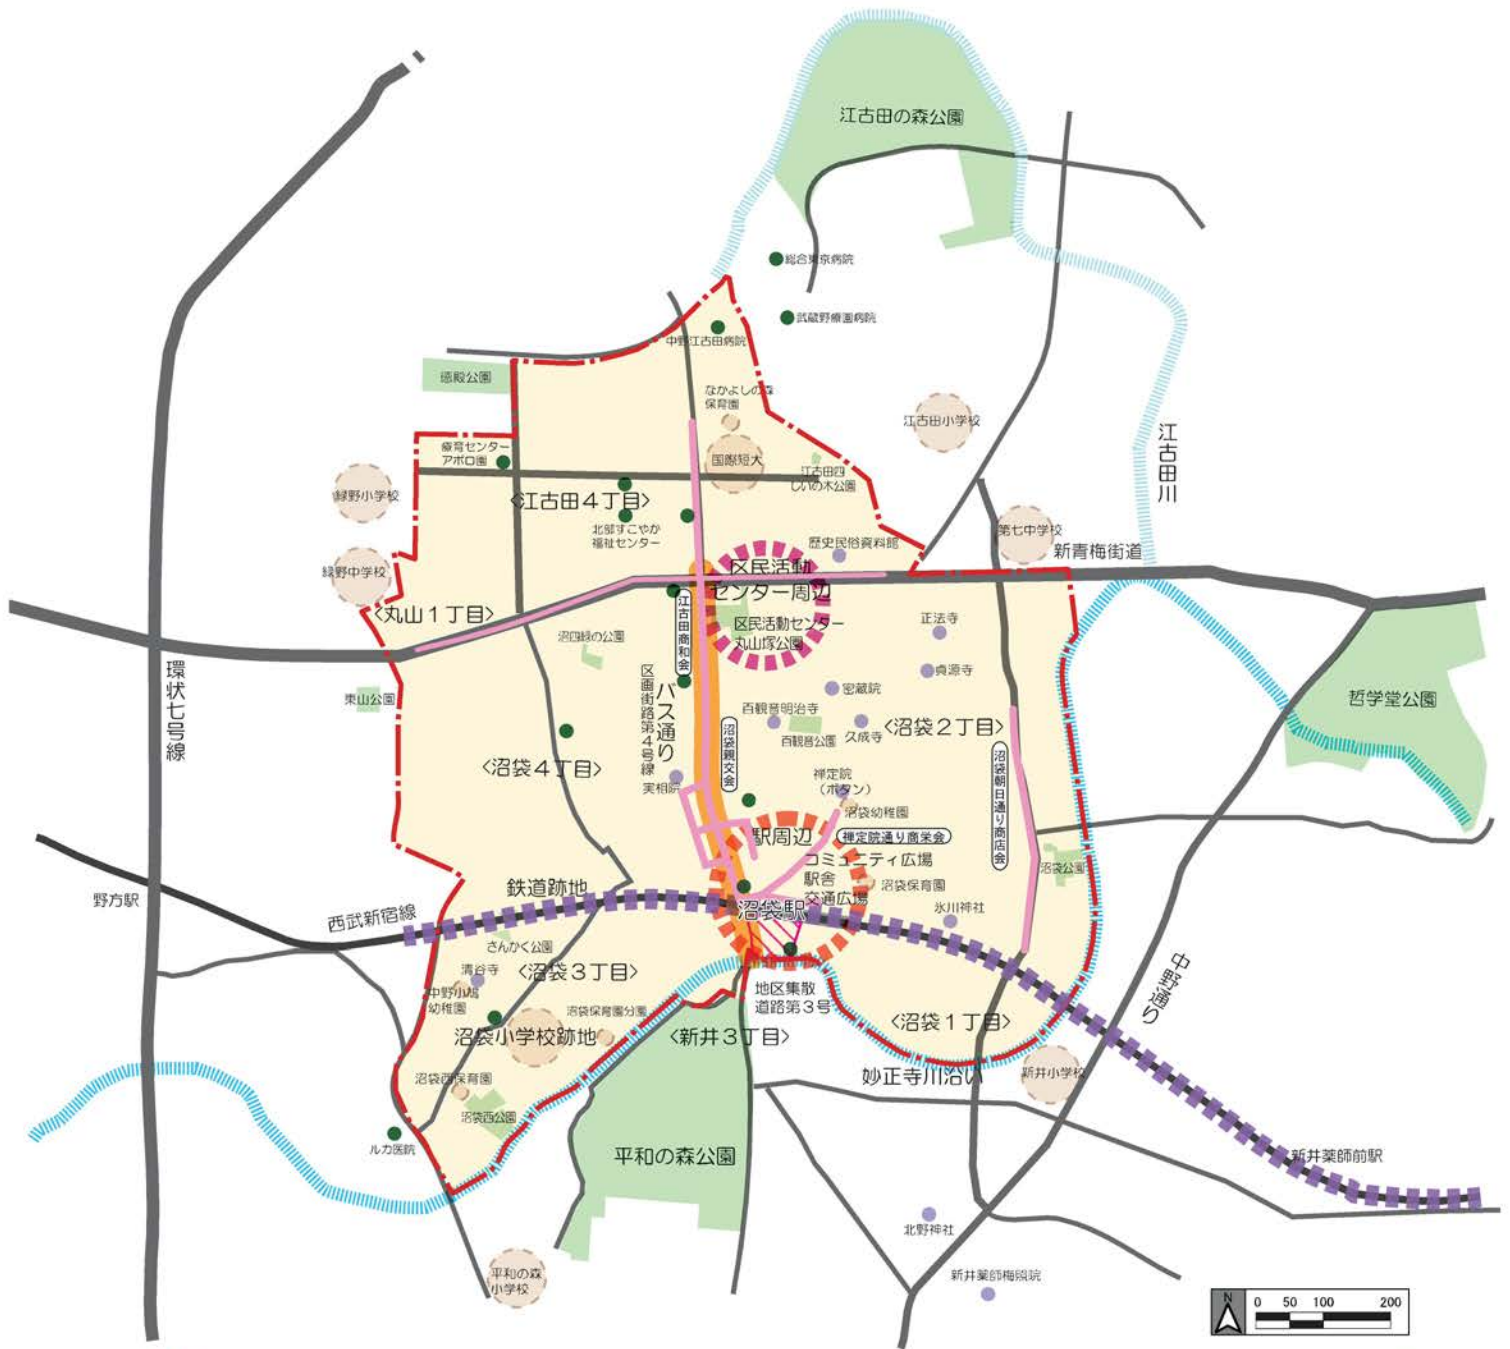 江古田の森公園
総合東京病院
武蔵野療園病院
中野江古田病院
徳殿公園
なかよしの森
保育園
江古田小学校
江古田川
療育センター
アポロ園
国際短大
江古田四
しいの木公園
緑野小学校
〈江古田4丁目〉
北部すこやか
福祉センター
歴史民俗資料館
第七中学校
新青梅街道
緑野中学校
区民活動
センター周辺
〈丸山1丁目〉
江古田商和会
区民活動センター
丸山塚公園
正法寺
沼四緑の公園
貞源寺
環状七号線
東山公園
区画街路第4号線
バス通り
密蔵院
哲学堂公園
百観音明治寺
百観音公園
久成寺
〈沼袋2丁目〉
沼袋親交会
沼袋朝日通り商店会
〈沼袋4丁目〉
実相院
禅定院
(ボタン)
沼袋幼稚園
駅周辺
禅定院通り商栄会
コミュニティ広場
駅舎
交通広場
沼袋公園
沼袋保育園
野方駅
鉄道跡地
西武新宿線
沼袋駅
氷川神社
さんかく公園
清谷寺
〈沼袋3丁目〉
中野小鳩
幼稚園
地区集散
道路第3号
沼袋保育園分園
中野通り
沼袋小学校跡地
〈新井3丁目〉
〈沼袋1丁目〉
沼袋西保育園
妙正寺川沿い
新井小学校
沼袋西公園
ルカ医院
平和の森公園
新井薬師前駅
北野神社
平和の森
小学校
新井薬師梅照院
N
0 50 100 200